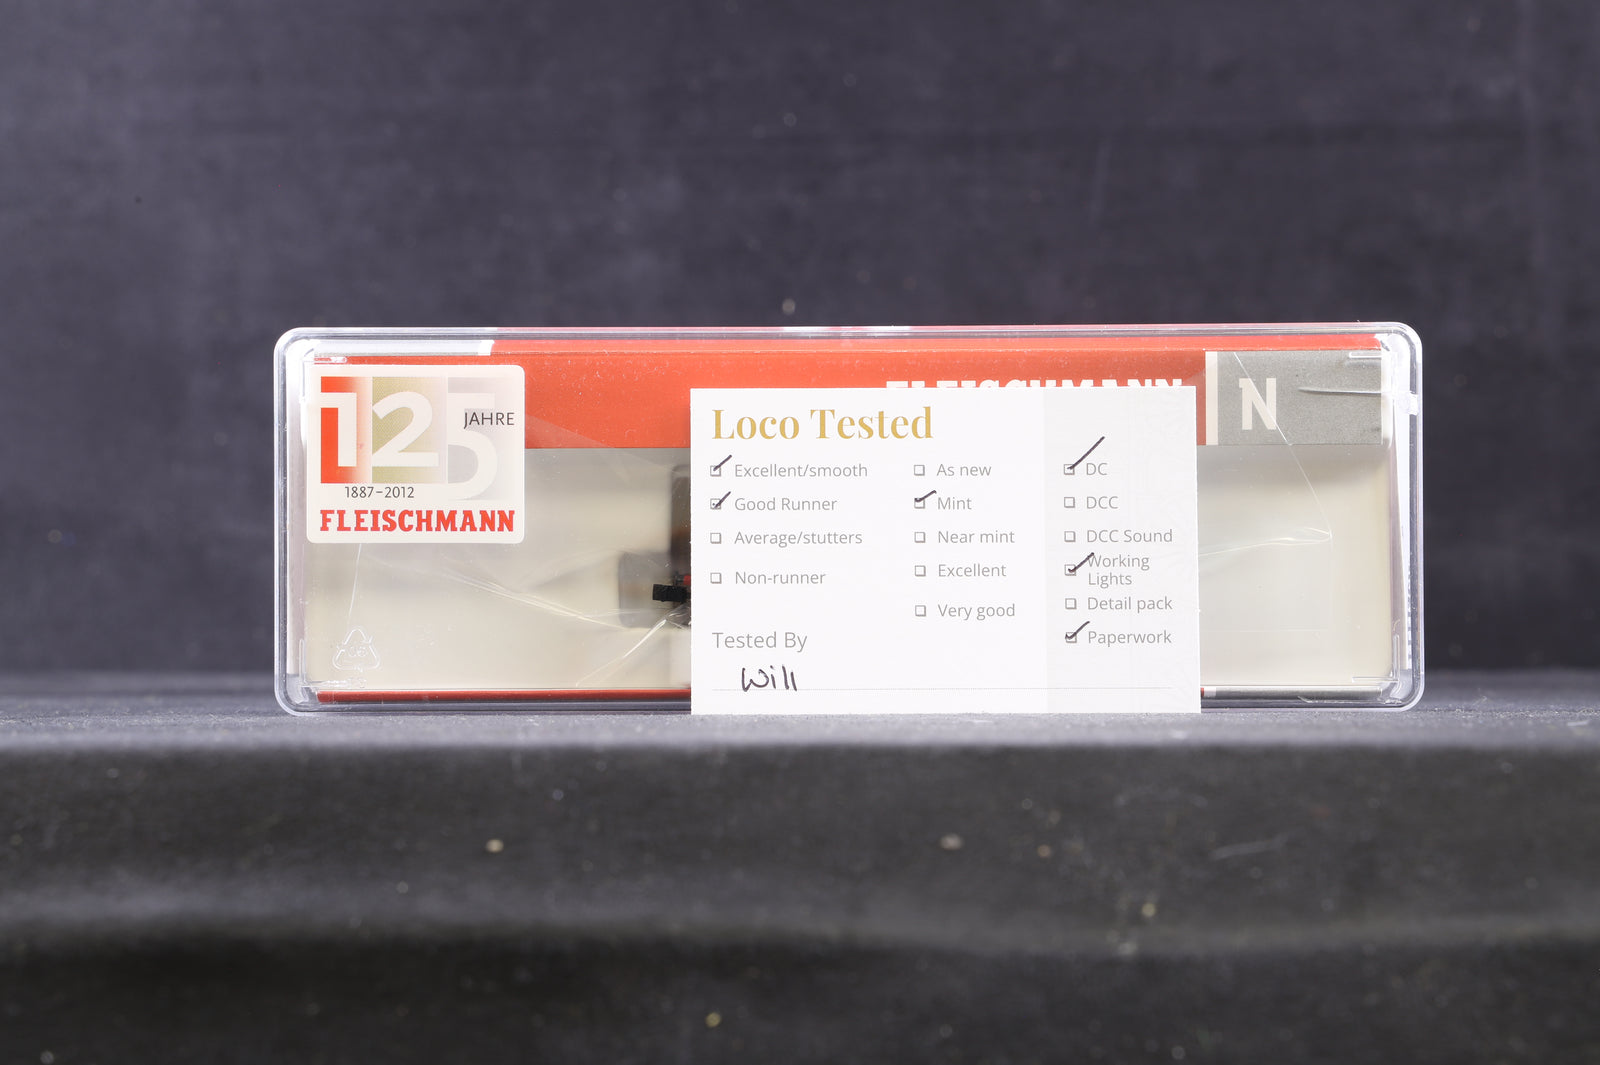 125
JAHRE
1887-2012
FLEISCHMANN
FLEISCHMANN
N
Loco Tested
Excellent/smooth
Good Runner
Average/stutters
Non-runner
As new
Mint
Near mint
Excellent
Very good
DC
DCC
DCC Sound
Working
Lights
Detail pack
Paperwork
Tested By
Will